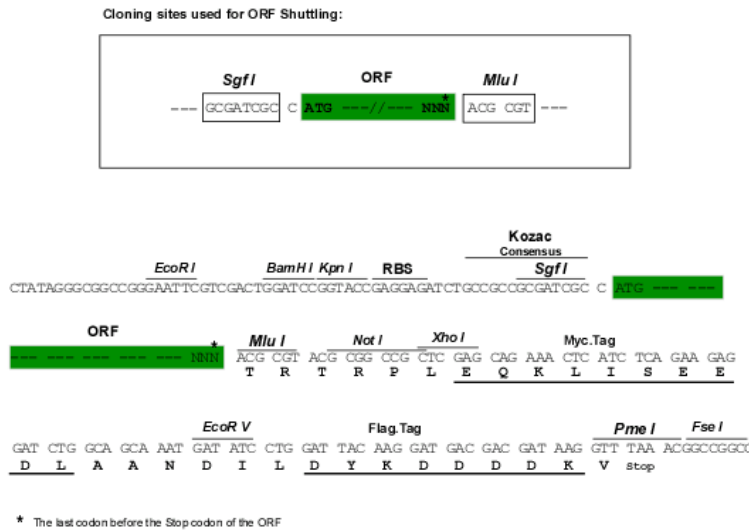 Cloning sites used for ORF Shuttling:
Sgf I ORF Mlu I
--- GCGATCGC C ATG ---//--- NNN* ACG CGT ---
Kozac
Consensus
EcoR I BamH I Kpn I RBS Sgf I
CTATAGGGCGGCCGGGAATTCGTCGACTGGATCCGGTACCGAGGAGATCTGCCGCCGCGATCGC C ATG --- ---
ORF Mlu I Not I Xho I Myc.Tag
--- --- --- --- --- --- NNN* ACG CGT ACG CGG CCG CTC GAG CAG AAA CTC ATC TCA GAA GAG
T R T R P L E Q K L I S E E
EcoR V Flag.Tag Pme I Fse I
GAT CTG GCA GCA AAT GAT ATC CTG GAT TAC AAG GAT GAC GAC GAT AAG GTT TAA ACGGCCGGCC
D L A A N D I L D Y K D D D D K V Stop
* The last codon before the Stop codon of the ORF